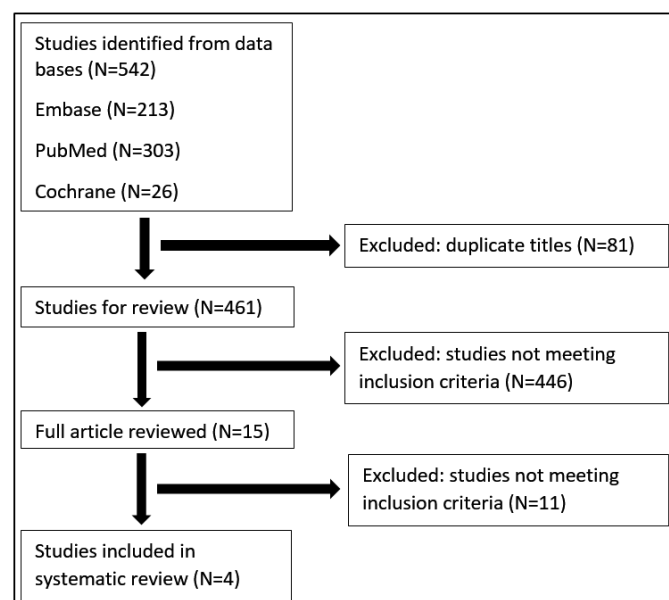 Studies identified from data
bases (N=542)
Embase (N=213)
PubMed (N=303)
Cochrane (N=26)
Excluded: duplicate titles (N=81)
Studies for review (N=461)
Excluded: studies not meeting
inclusion criteria (N=446)
Full article reviewed (N=15)
Excluded: studies not meeting
inclusion criteria (N=11)
Studies included in
systematic review (N=4)